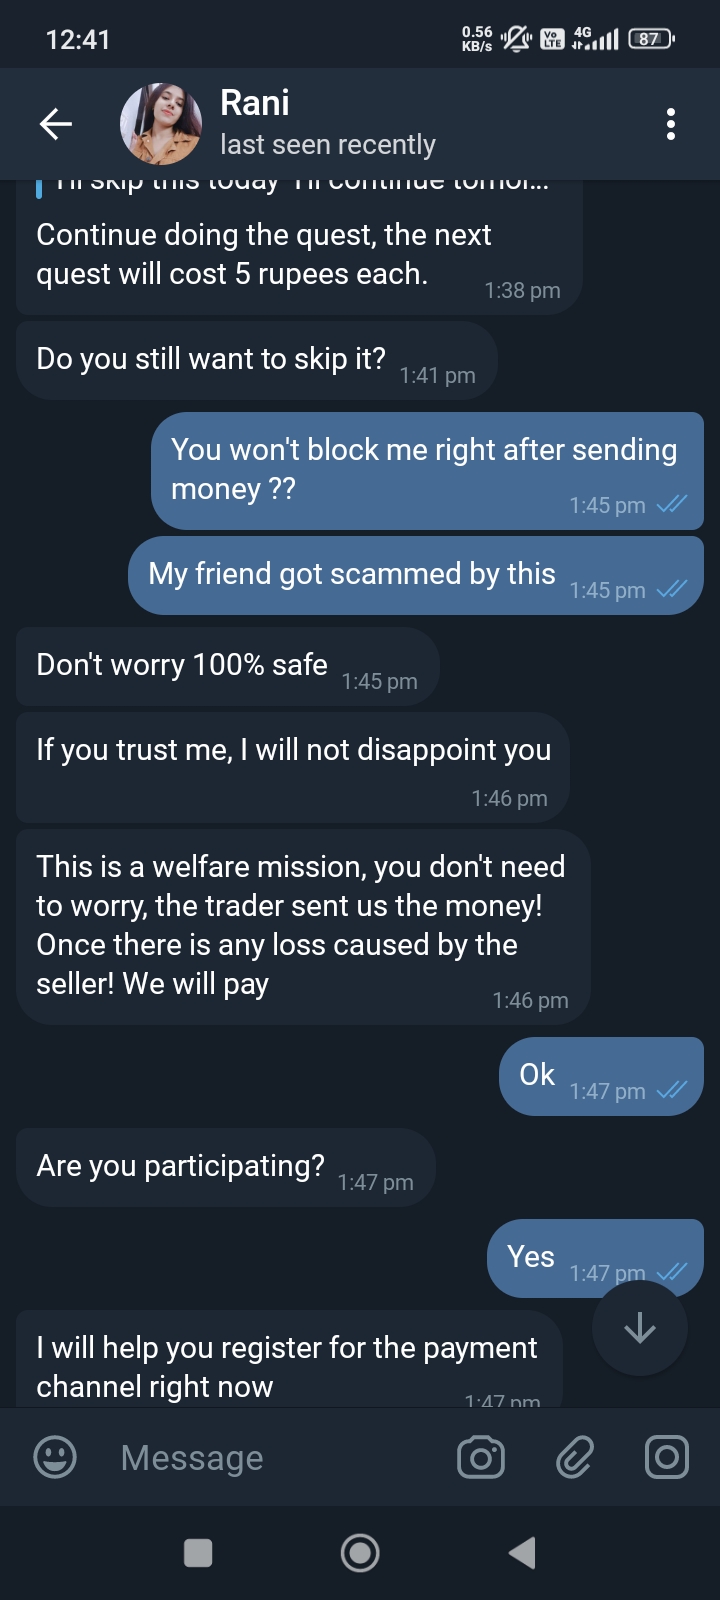 12:41
0.56
KB/s
Vo
LTE
4G
87
Rani
last seen recently
I'll skip this today I'll continue tomor...
Continue doing the quest, the next
quest will cost 5 rupees each.
1:38 pm
Do you still want to skip it?
1:41 pm
You won't block me right after sending
money ??
1:45 pm
My friend got scammed by this
1:45 pm
Don't worry 100% safe
1:45 pm
If you trust me, I will not disappoint you
1:46 pm
This is a welfare mission, you don't need
to worry, the trader sent us the money!
Once there is any loss caused by the
seller! We will pay
1:46 pm
Ok
1:47 pm
Are you participating?
1:47 pm
Yes
1:47 pm
I will help you register for the payment
channel right now
1:47 pm
Message